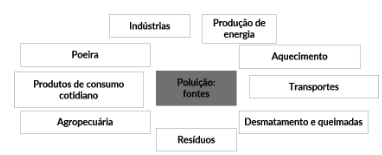 Indústrias
Produção de
energia
Poeira
Aquecimento
Produtos de consumo
cotidiano
Poluição:
fontes
Transportes
Agropecuária
Desmatamento e queimadas
Resíduos